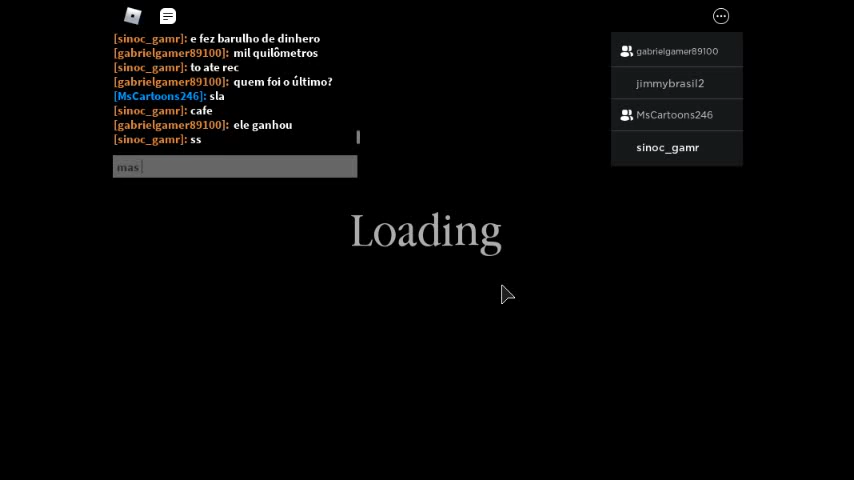 [sinoc_gamr]: e fez barulho de dinhero
[gabrielgamer89100]: mil quilômetros
[sinoc_gamr]: to ate rec
[gabrielgamer89100]: quem foi o último?
[MsCartoons246]: sla
[sinoc_gamr]: cafe
[gabrielgamer89100]: ele ganhou
[sinoc_gamr]: ss
mas
gabrielgamer89100
jimmybrasil2
MsCartoons246
sinoc_gamr
Loading